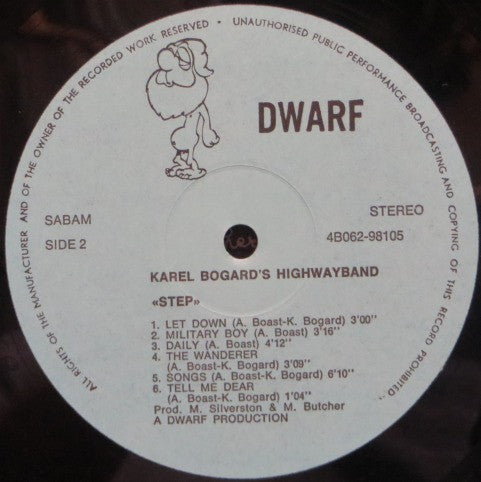 ALL RIGHTS OF THE MANUFACTURER AND OF THE OWNER OF THE RECORDED WORK RESERVED • UNAUTHORISED PUBLIC PERFORMANCE BROADCASTING AND COPYING OF THIS RECORD PROHIBITED
DWARF
SABAM
STEREO
SIDE 2
4B062-98105
KAREL BOGARD'S HIGHWAYBAND
«STEP»
1. LET DOWN (A. Boast-K. Bogard) 3'00''
2. MILITARY BOY (A. Boast) 3'16''
3. DAILY (A. Boast) 4'12''
4. THE WANDERER
(A. Boast-K. Bogard) 3'09''
5. SONGS (A. Boast-K. Bogard) 6'10''
6. TELL ME DEAR
(A. Boast-K. Bogard) 1'04''
Prod. M. Silverston & M. Butcher
A DWARF PRODUCTION